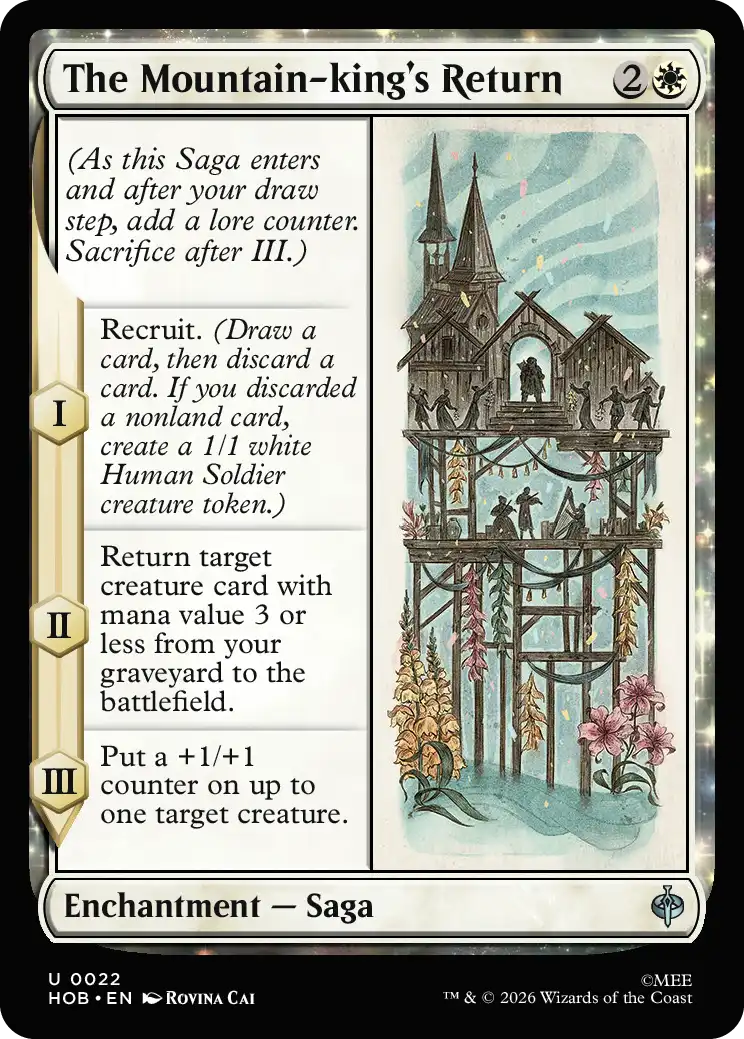 The Mountain-king's Return 2
(As this Saga enters
and after your draw
step, add a lore counter.
Sacrifice after III.)
I
Recruit. (Draw a
card, then discard a
card. If you discarded
a nonland card,
create a 1/1 white
Human Soldier
creature token.)
II
Return target
creature card with
mana value 3 or
less from your
graveyard to the
battlefield.
III
Put a +1/+1
counter on up to
one target creature.
Enchantment — Saga
U 0022
HOB • EN Rovina Cai
©MEE
™ & © 2026 Wizards of the Coast